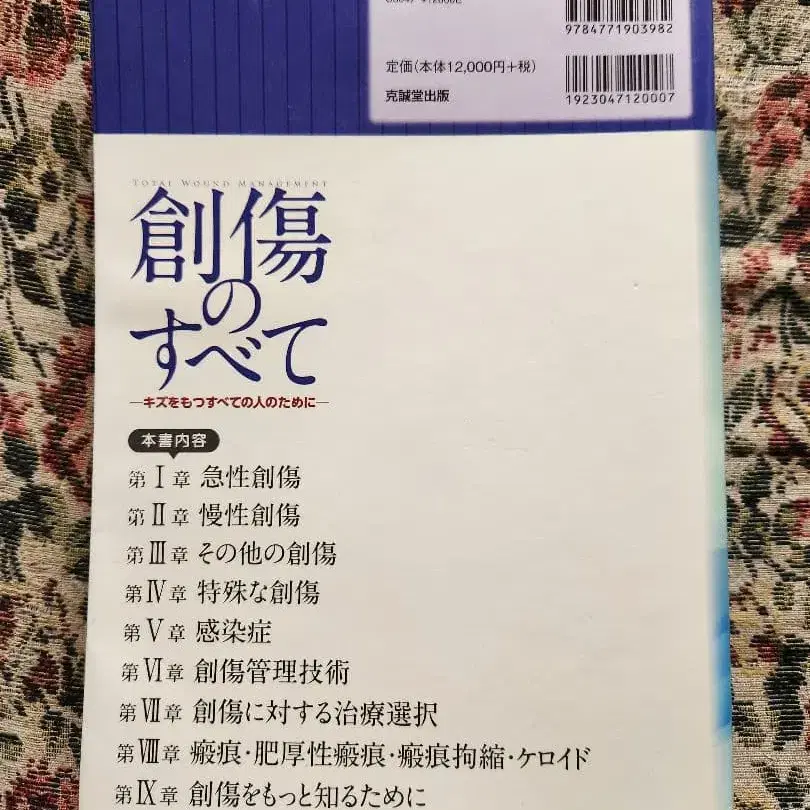 9784771903982
定価(本体12,000円+税)
克誠堂出版
1923047120007
TOTAL WOUND MANAGEMENT
創傷
の
すべて
―キズをもつすべての人のために―
本書内容
第Ⅰ章 急性創傷
第Ⅱ章 慢性創傷
第Ⅲ章 その他の創傷
第Ⅳ章 特殊な創傷
第Ⅴ章 感染症
第Ⅵ章 創傷管理技術
第Ⅶ章 創傷に対する治療選択
第Ⅷ章 瘢痕・肥厚性瘢痕・瘢痕拘縮・ケロイド
第Ⅸ章 創傷をもっと知るために